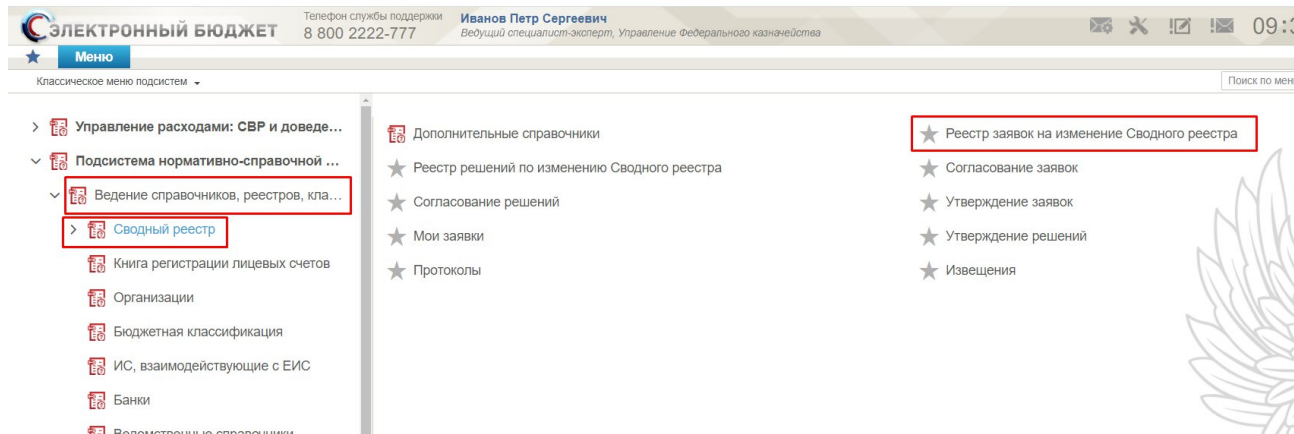 ЭЛЕКТРОННЫЙ БЮДЖЕТ
Телефон службы поддержки
8 800 2222-777
Иванов Петр Сергеевич
Ведущий специалист-эксперт, Управление Федерального казначейства
Меню
Классическое меню подсистем
Управление расходами: СВР и доведе...
Подсистема нормативно-справочной ...
Ведение справочников, реестров, кла...
Сводный реестр
Книга регистрации лицевых счетов
Организации
Бюджетная классификация
ИС, взаимодействующие с ЕИС
Банки
Ведомственные справочники
Дополнительные справочники
Реестр решений по изменению Сводного реестра
Согласование решений
Мои заявки
Протоколы
Реестр заявок на изменение Сводного реестра
Согласование заявок
Утверждение заявок
Утверждение решений
Извещения
Поиск по мен